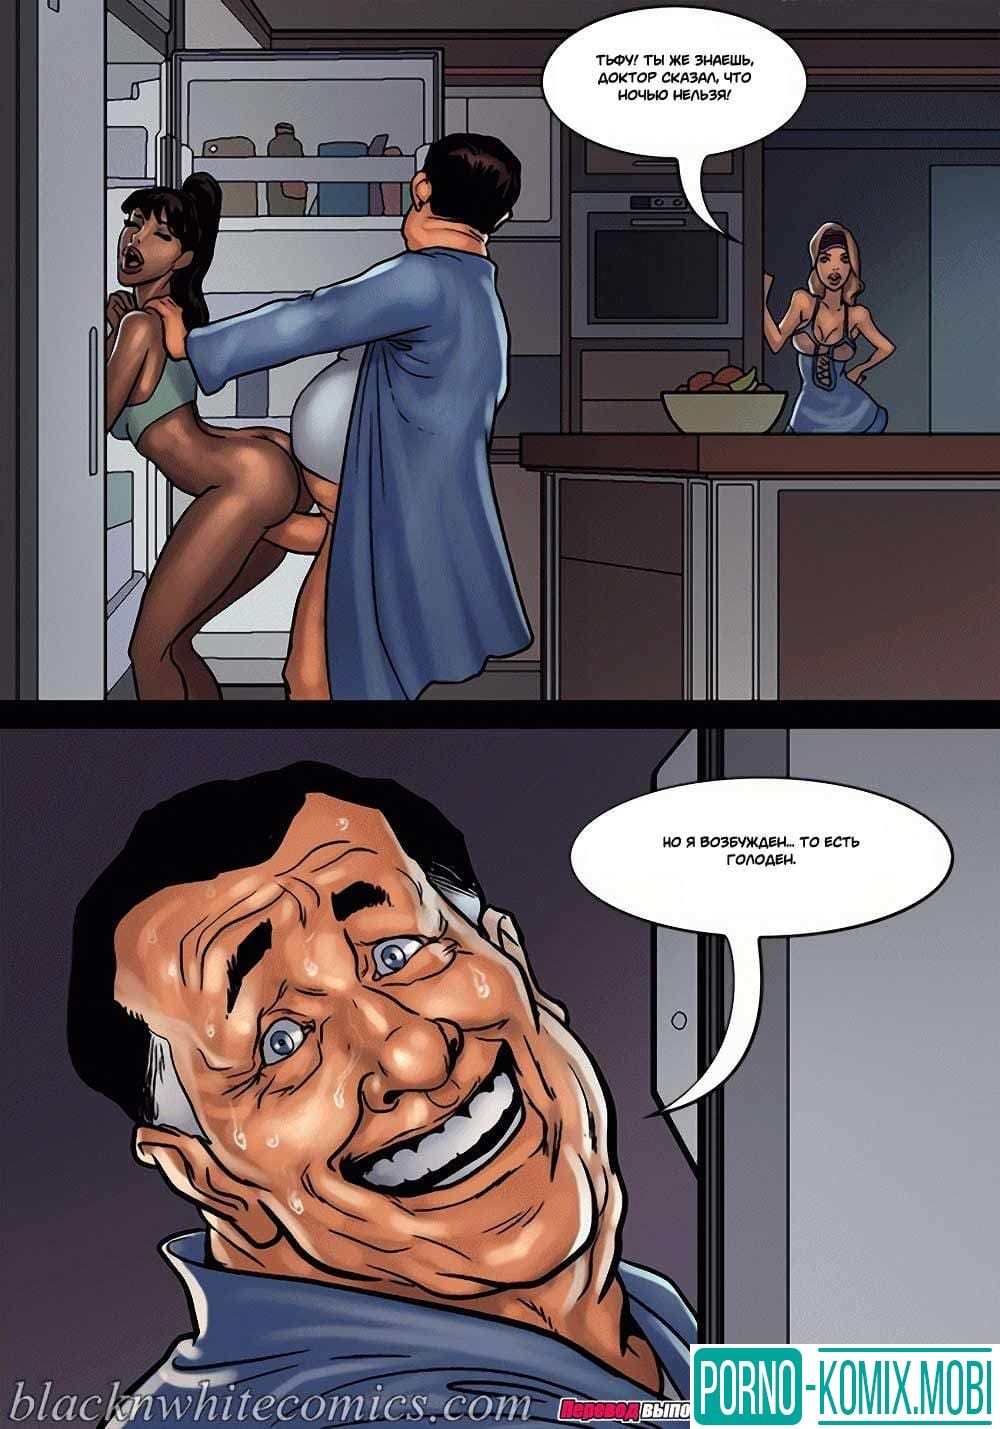 ТЬФУ! ТЫ ЖЕ ЗНАЕШЬ,
ДОКТОР СКАЗАЛ, ЧТО
НОЧЬЮ НЕЛЬЗЯ!
НО Я ВОЗБУЖДЕН... ТО ЕСТЬ
ГОЛОДЕН.
blacknwhitecomics.com
Перевод выпо
PORNO-KOMIX.MOBI